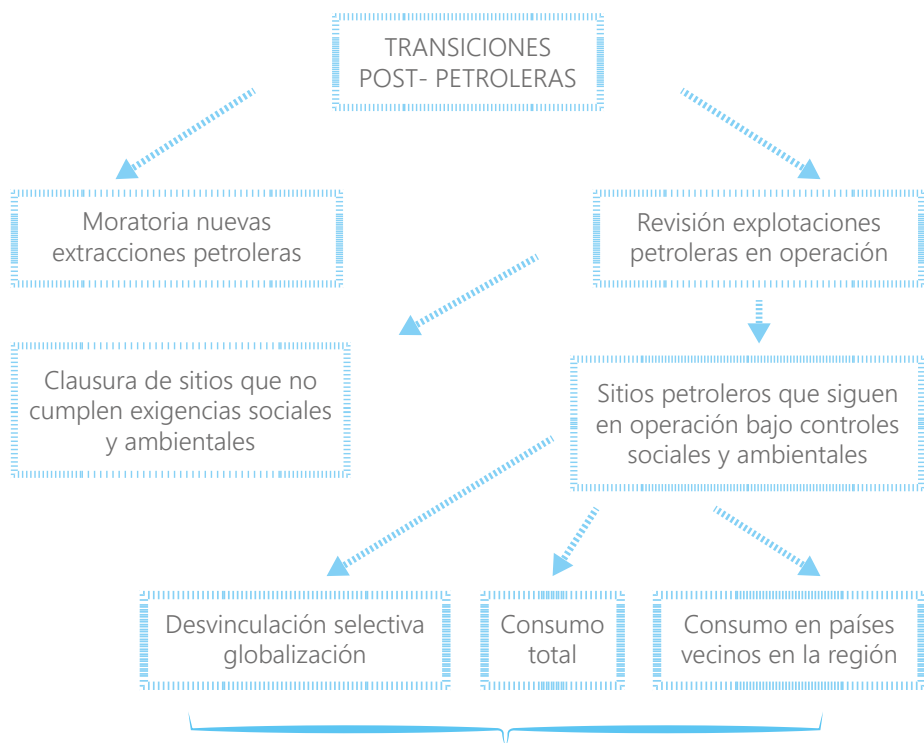 TRANSICIONES
POST- PETROLERAS
Moratoria nuevas
extracciones petroleras
Revisión explotaciones
petroleras en operación
Clausura de sitios que no
cumplen exigencias sociales
y ambientales
Sitios petroleros que siguen
en operación bajo controles
sociales y ambientales
Desvinculación selectiva
globalización
Consumo
total
Consumo en países
vecinos en la región